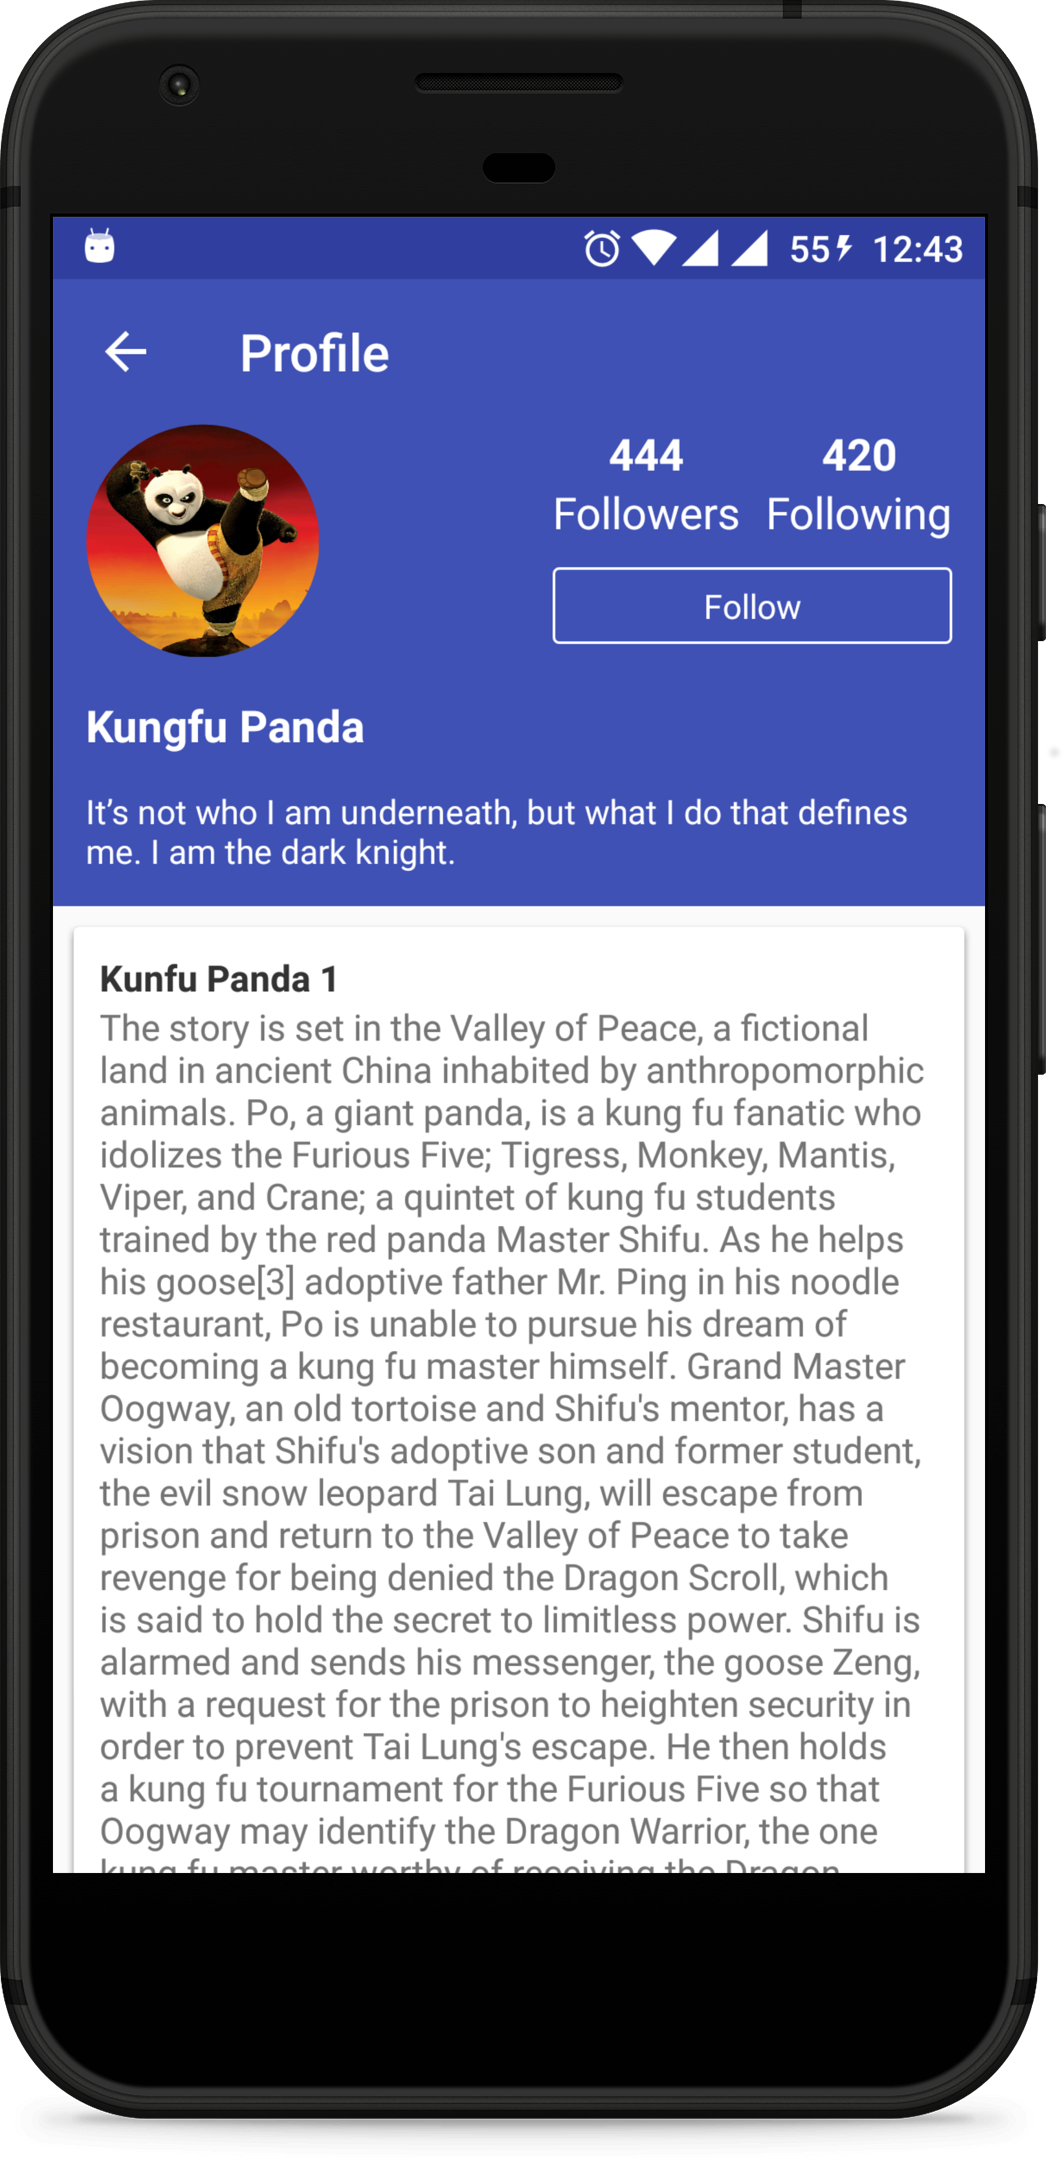 55 12:43
Profile
444 420
Followers Following
Follow
Kungfu Panda
It’s not who I am underneath, but what I do that defines
me. I am the dark knight.
Kunfu Panda 1
The story is set in the Valley of Peace, a fictional
land in ancient China inhabited by anthropomorphic
animals. Po, a giant panda, is a kung fu fanatic who
idolizes the Furious Five; Tigress, Monkey, Mantis,
Viper, and Crane; a quintet of kung fu students
trained by the red panda Master Shifu. As he helps
his goose[3] adoptive father Mr. Ping in his noodle
restaurant, Po is unable to pursue his dream of
becoming a kung fu master himself. Grand Master
Oogway, an old tortoise and Shifu's mentor, has a
vision that Shifu's adoptive son and former student,
the evil snow leopard Tai Lung, will escape from
prison and return to the Valley of Peace to take
revenge for being denied the Dragon Scroll, which
is said to hold the secret to limitless power. Shifu is
alarmed and sends his messenger, the goose Zeng,
with a request for the prison to heighten security in
order to prevent Tai Lung's escape. He then holds
a kung fu tournament for the Furious Five so that
Oogway may identify the Dragon Warrior, the one
kung fu master worthy of receiving the Dragon